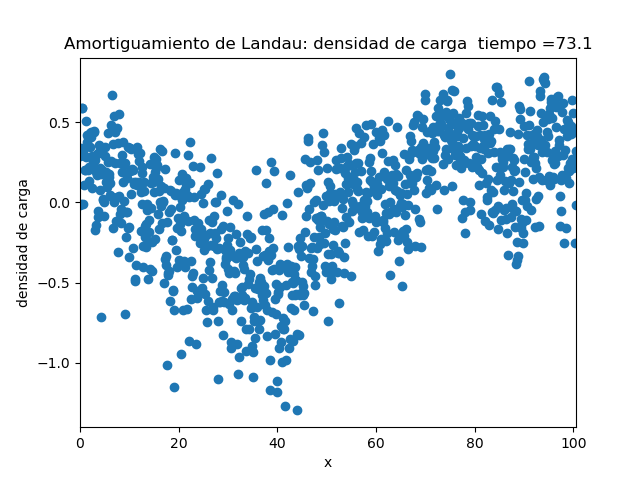 Amortiguamiento de Landau: densidad de carga  tiempo =73.1
densidad de carga
0.5
0.0
−0.5
−1.0
0 20 40 60 80 100
x